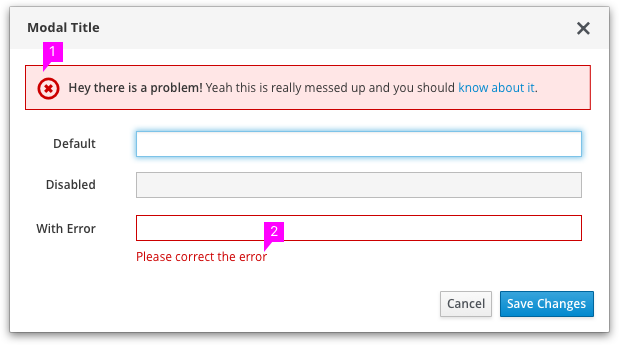 Modal Title
1
Hey there is a problem! Yeah this is really messed up and you should know about it.
Default
Disabled
With Error
2
Please correct the error
Cancel Save Changes